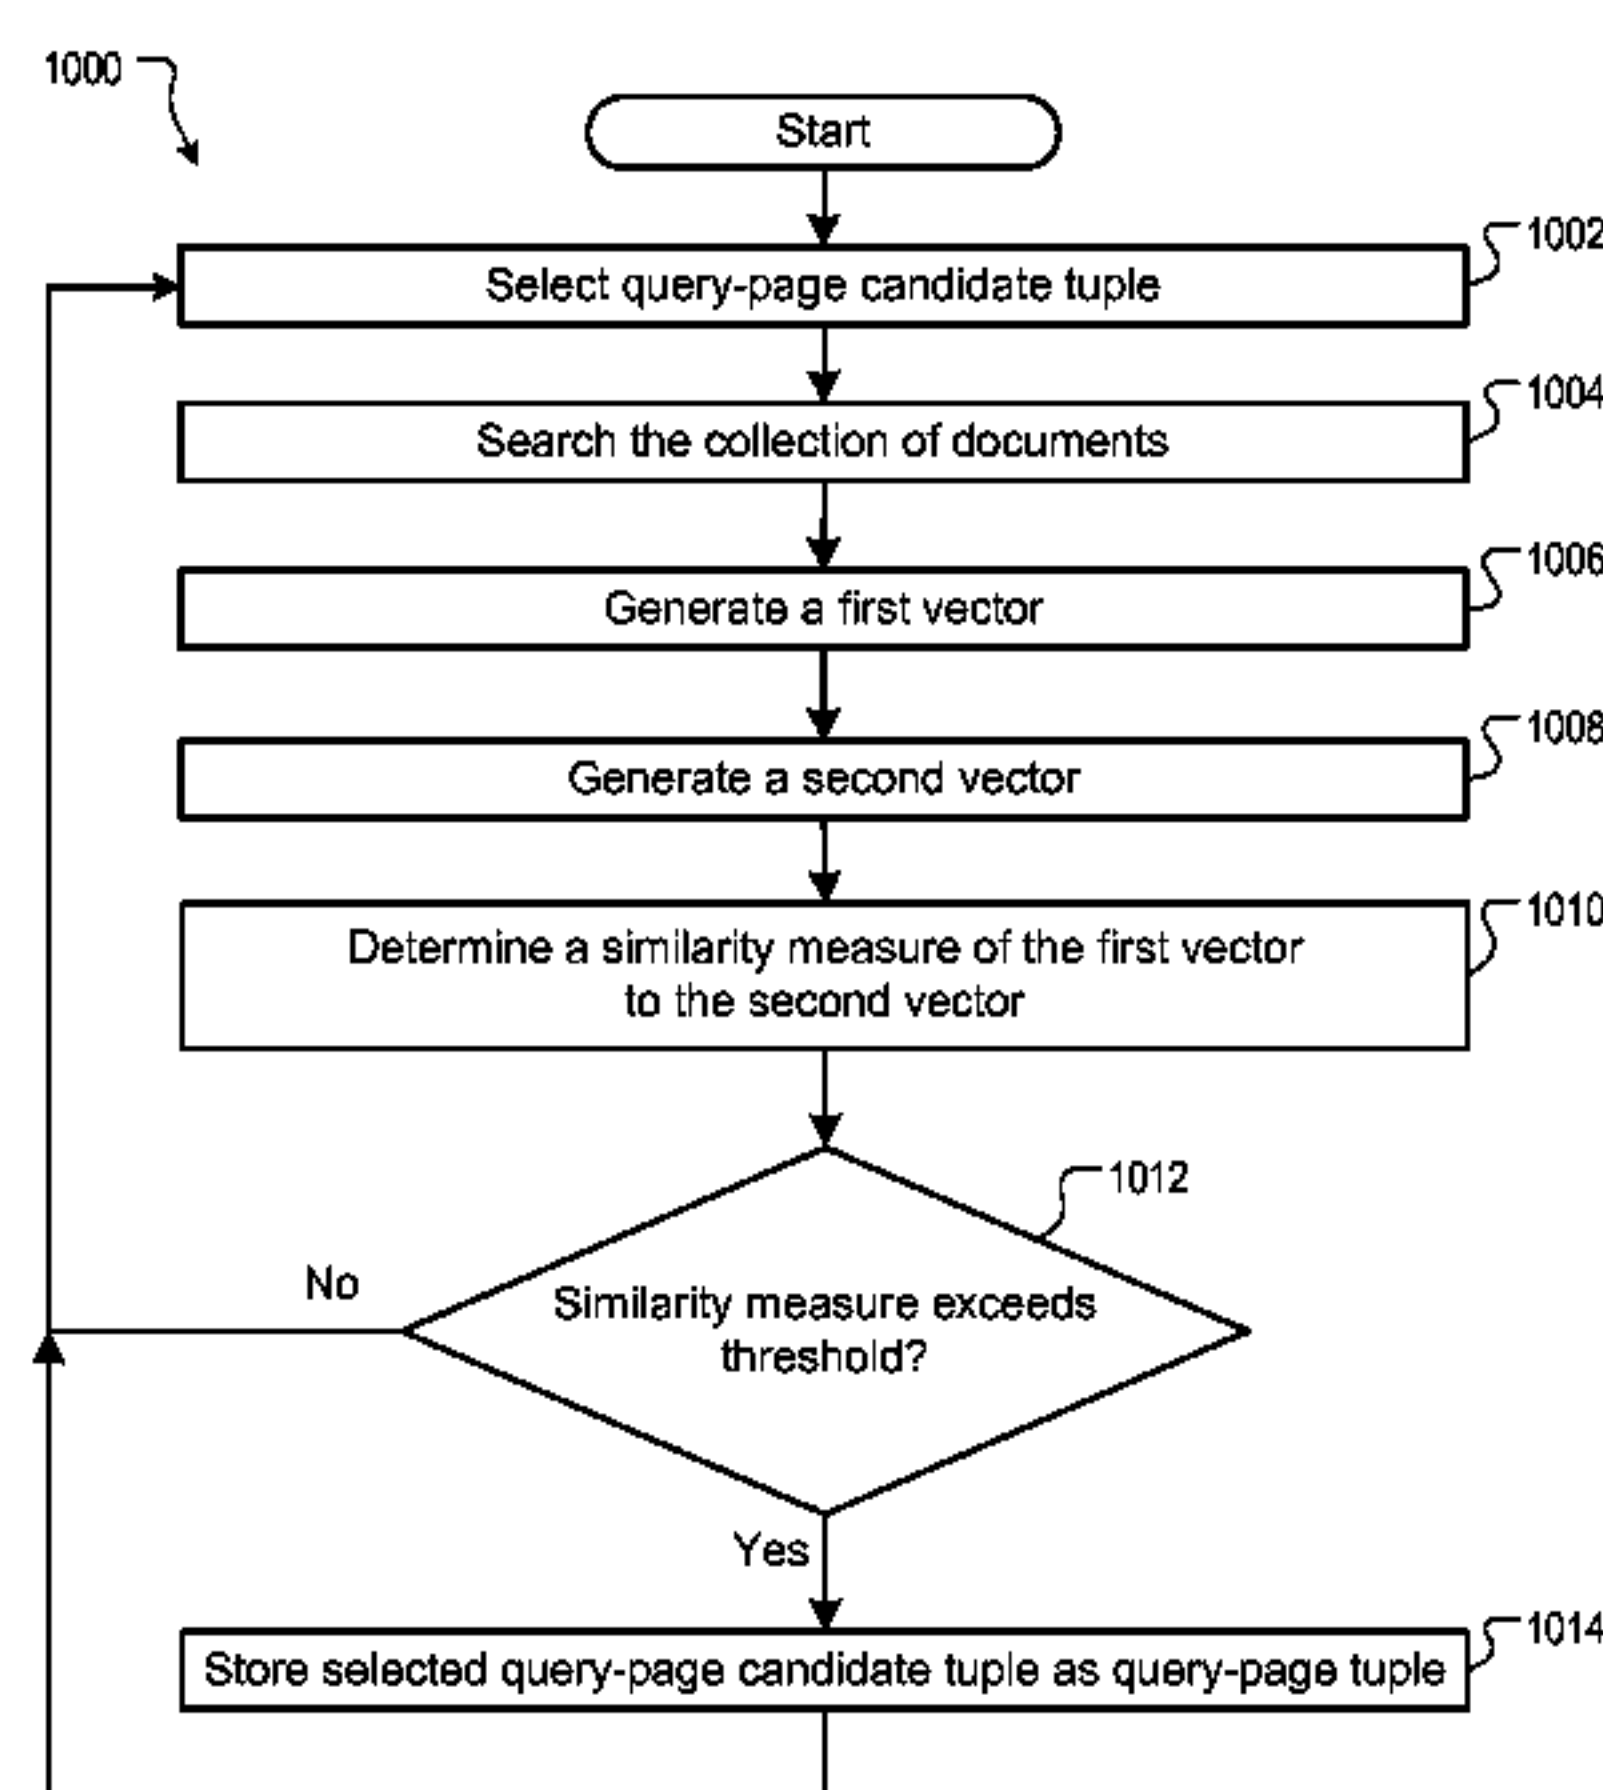 1000
Start
1002
Select query-page candidate tuple
1004
Search the collection of documents
1006
Generate a first vector
1008
Generate a second vector
1010
Determine a similarity measure of the first vector
to the second vector
1012
No
Similarity measure exceeds
threshold?
Yes
1014
Store selected query-page candidate tuple as query-page tuple